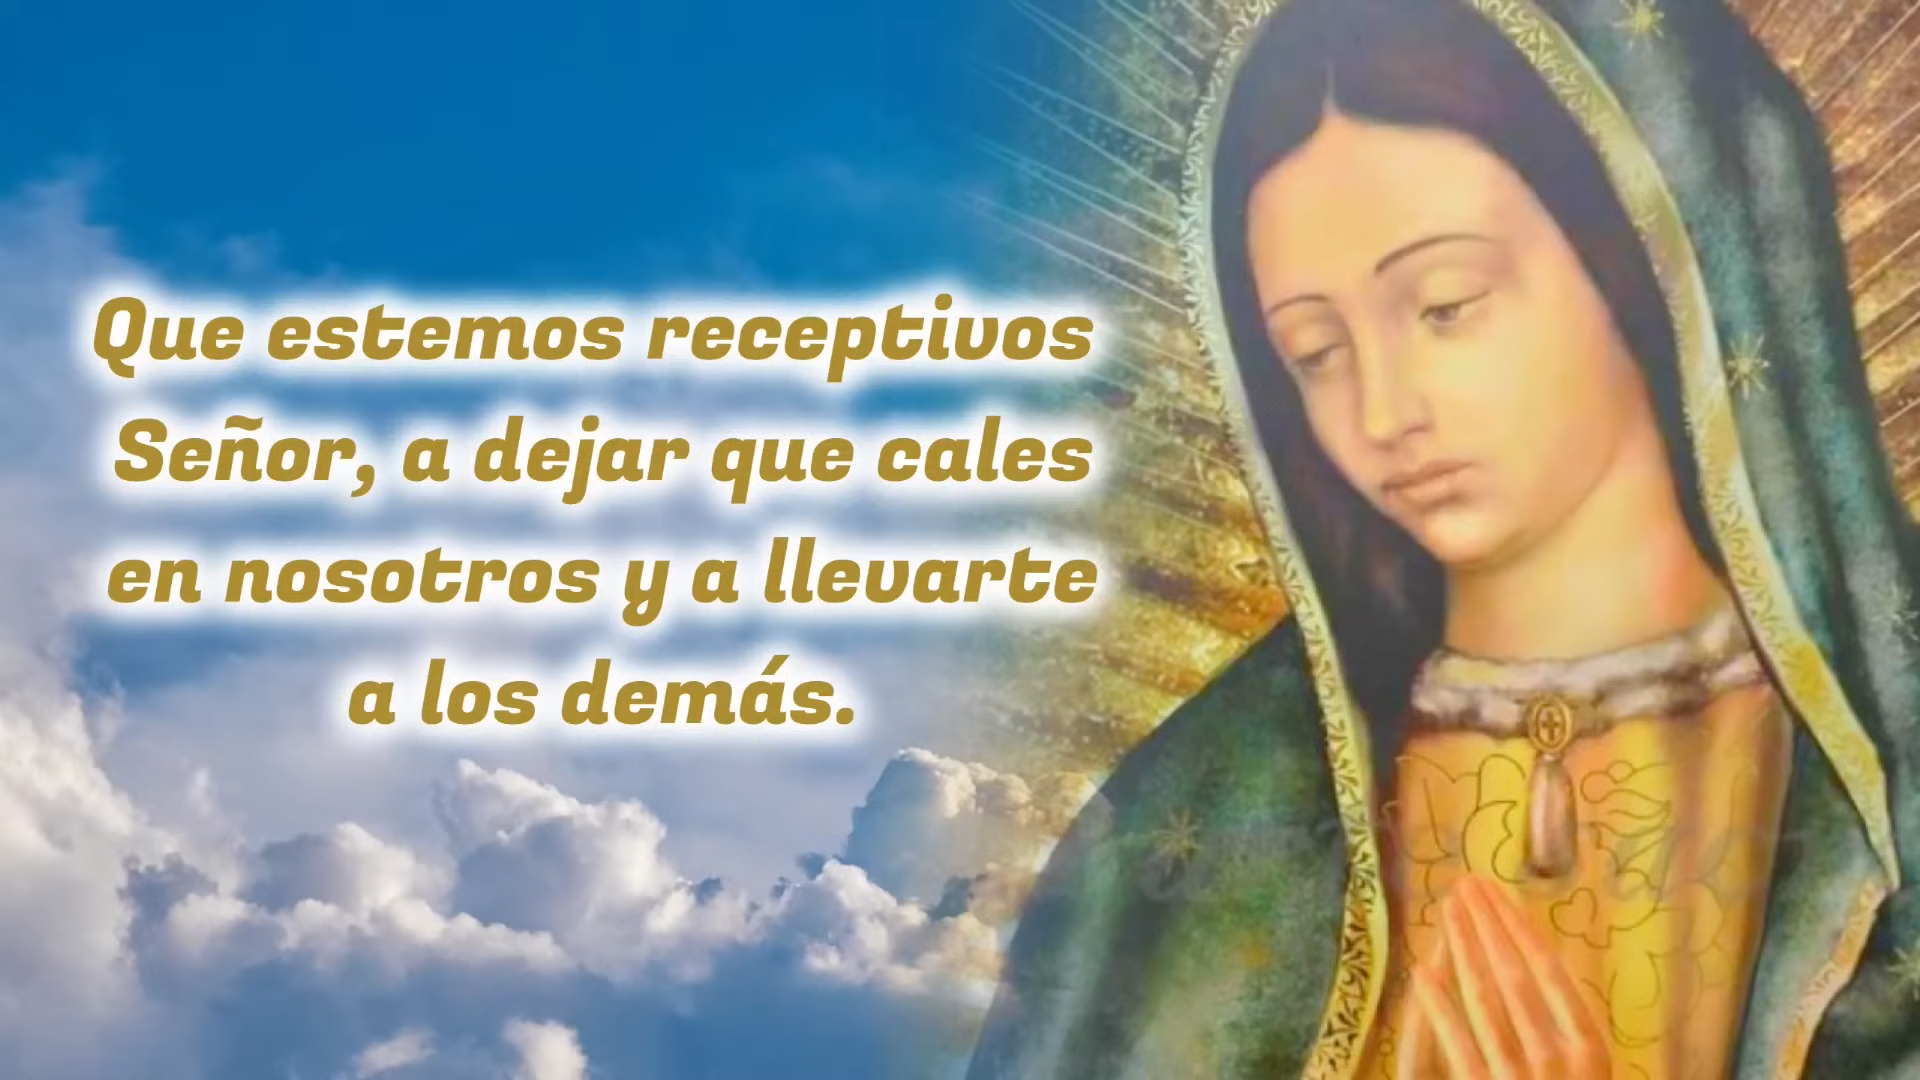 Que estemos receptivos
Señor, a dejar que cales
en nosotros y a llevarte
a los demás.